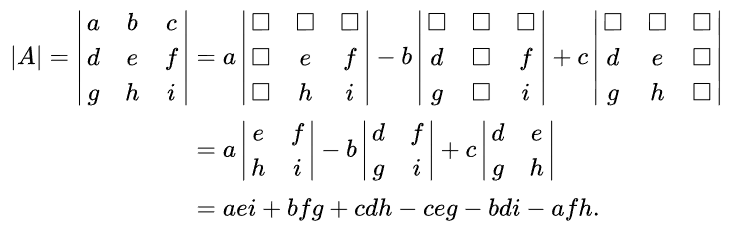 |A| = |a b c; d e f; g h i| = a |□ □ □; □ e f; □ h i| − b |□ □ □; d □ f; g □ i| + c |□ □ □; d e □; g h □|
= a |e f; h i| − b |d f; g i| + c |d e; g h|
= aei + bfg + cdh − ceg − bdi − afh.